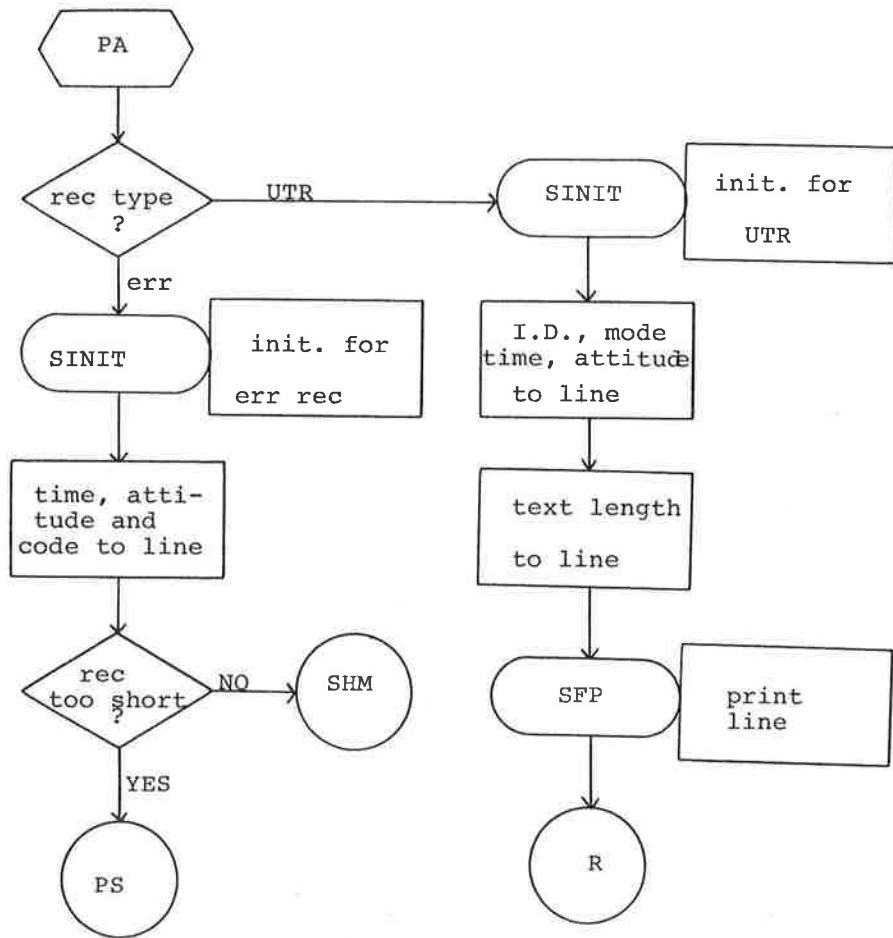 PA
rec type
?
UTR
err
SINIT
init. for
UTR
SINIT
init. for
err rec
I.D., mode
time, attitude
to line
time, atti-
tude and
code to line
text length
to line
rec
too short
?
NO
SHM
YES
PS
SFP
print
line
R